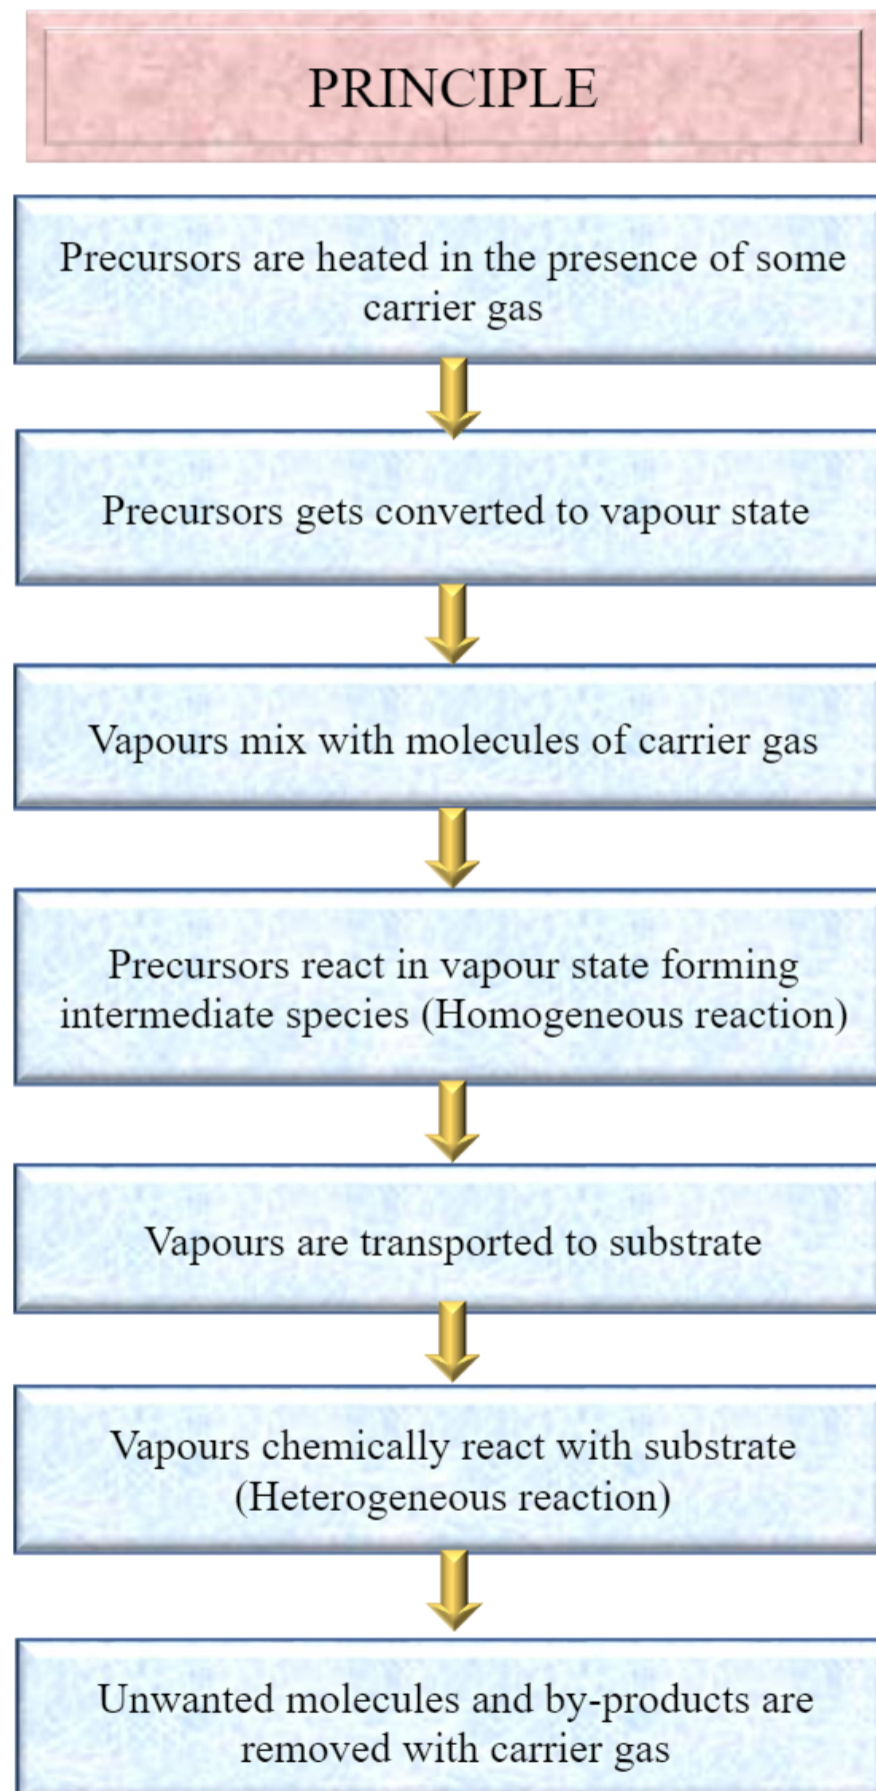 PRINCIPLE
Precursors are heated in the presence of some
carrier gas
Precursors gets converted to vapour state
Vapours mix with molecules of carrier gas
Precursors react in vapour state forming
intermediate species (Homogeneous reaction)
Vapours are transported to substrate
Vapours chemically react with substrate
(Heterogeneous reaction)
Unwanted molecules and by-products are
removed with carrier gas